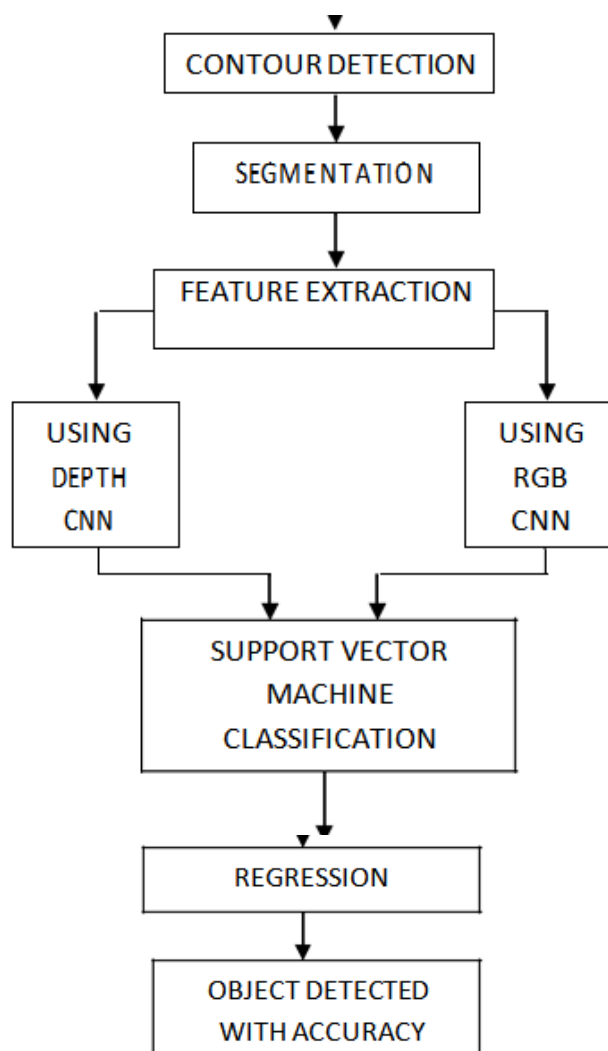 CONTOUR DETECTION
SEGMENTATION
FEATURE EXTRACTION
USING
DEPTH
CNN
USING
RGB
CNN
SUPPORT VECTOR
MACHINE
CLASSIFICATION
REGRESSION
OBJECT DETECTED
WITH ACCURACY